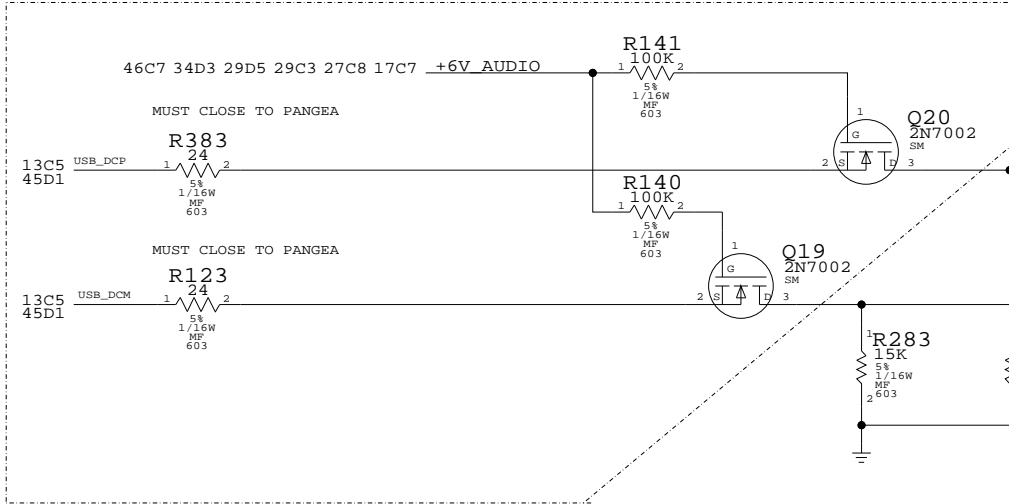 R141
100K
46C7 34D3 29D5 29C3 27C8 17C7 +6V_AUDIO
1 2
5%
1/16W
MF
603
MUST CLOSE TO PANGEA
1
Q20
2N7002
SM
G
R383
24
13C5 USB_DCP 1 2
45D1
5%
1/16W
MF
603
2 S D 3
R140
100K
1 2
5%
1/16W
MF
603
MUST CLOSE TO PANGEA
1
Q19
2N7002
SM
G
R123
24
13C5 USB_DCM 1 2
45D1
5%
1/16W
MF
603
2 S D 3
1
R283
15K
5%
1/16W
MF
603
2